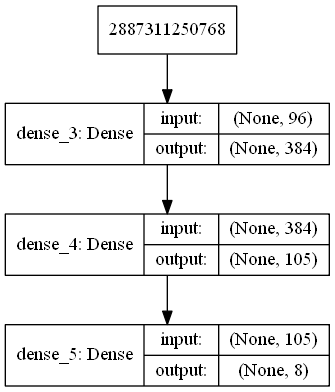 2887311250768
dense_3: Dense
input: (None, 96)
output: (None, 384)
dense_4: Dense
input: (None, 384)
output: (None, 105)
dense_5: Dense
input: (None, 105)
output: (None, 8)